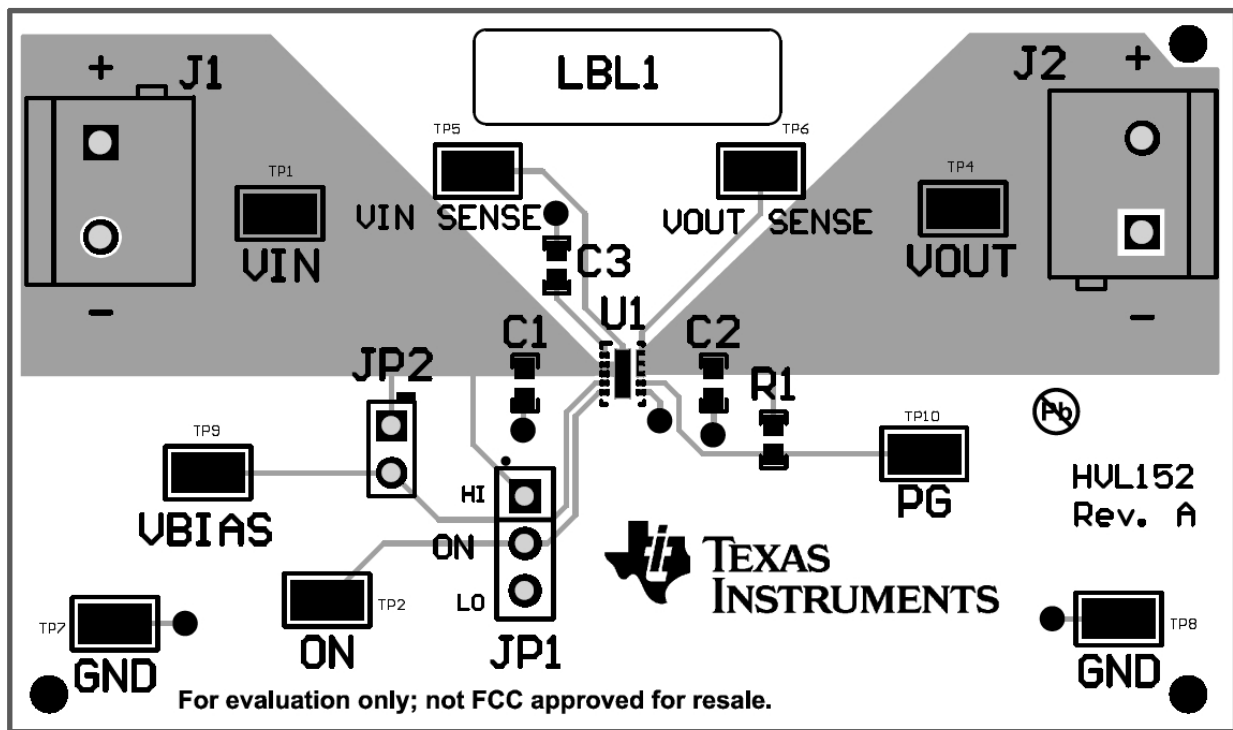 LBL1
+ J1
J2 +
TP5
TP6
TP1
TP4
VIN SENSE
VOUT SENSE
VIN
VOUT
C3
-
-
U1
C1
C2
JP2
R1
Pb
TP9
TP10
HI
PG
HVL152
Rev. A
VBIAS
ON
TEXAS
INSTRUMENTS
LO
TP2
TP7
TP8
GND
ON
JP1
GND
For evaluation only; not FCC approved for resale.